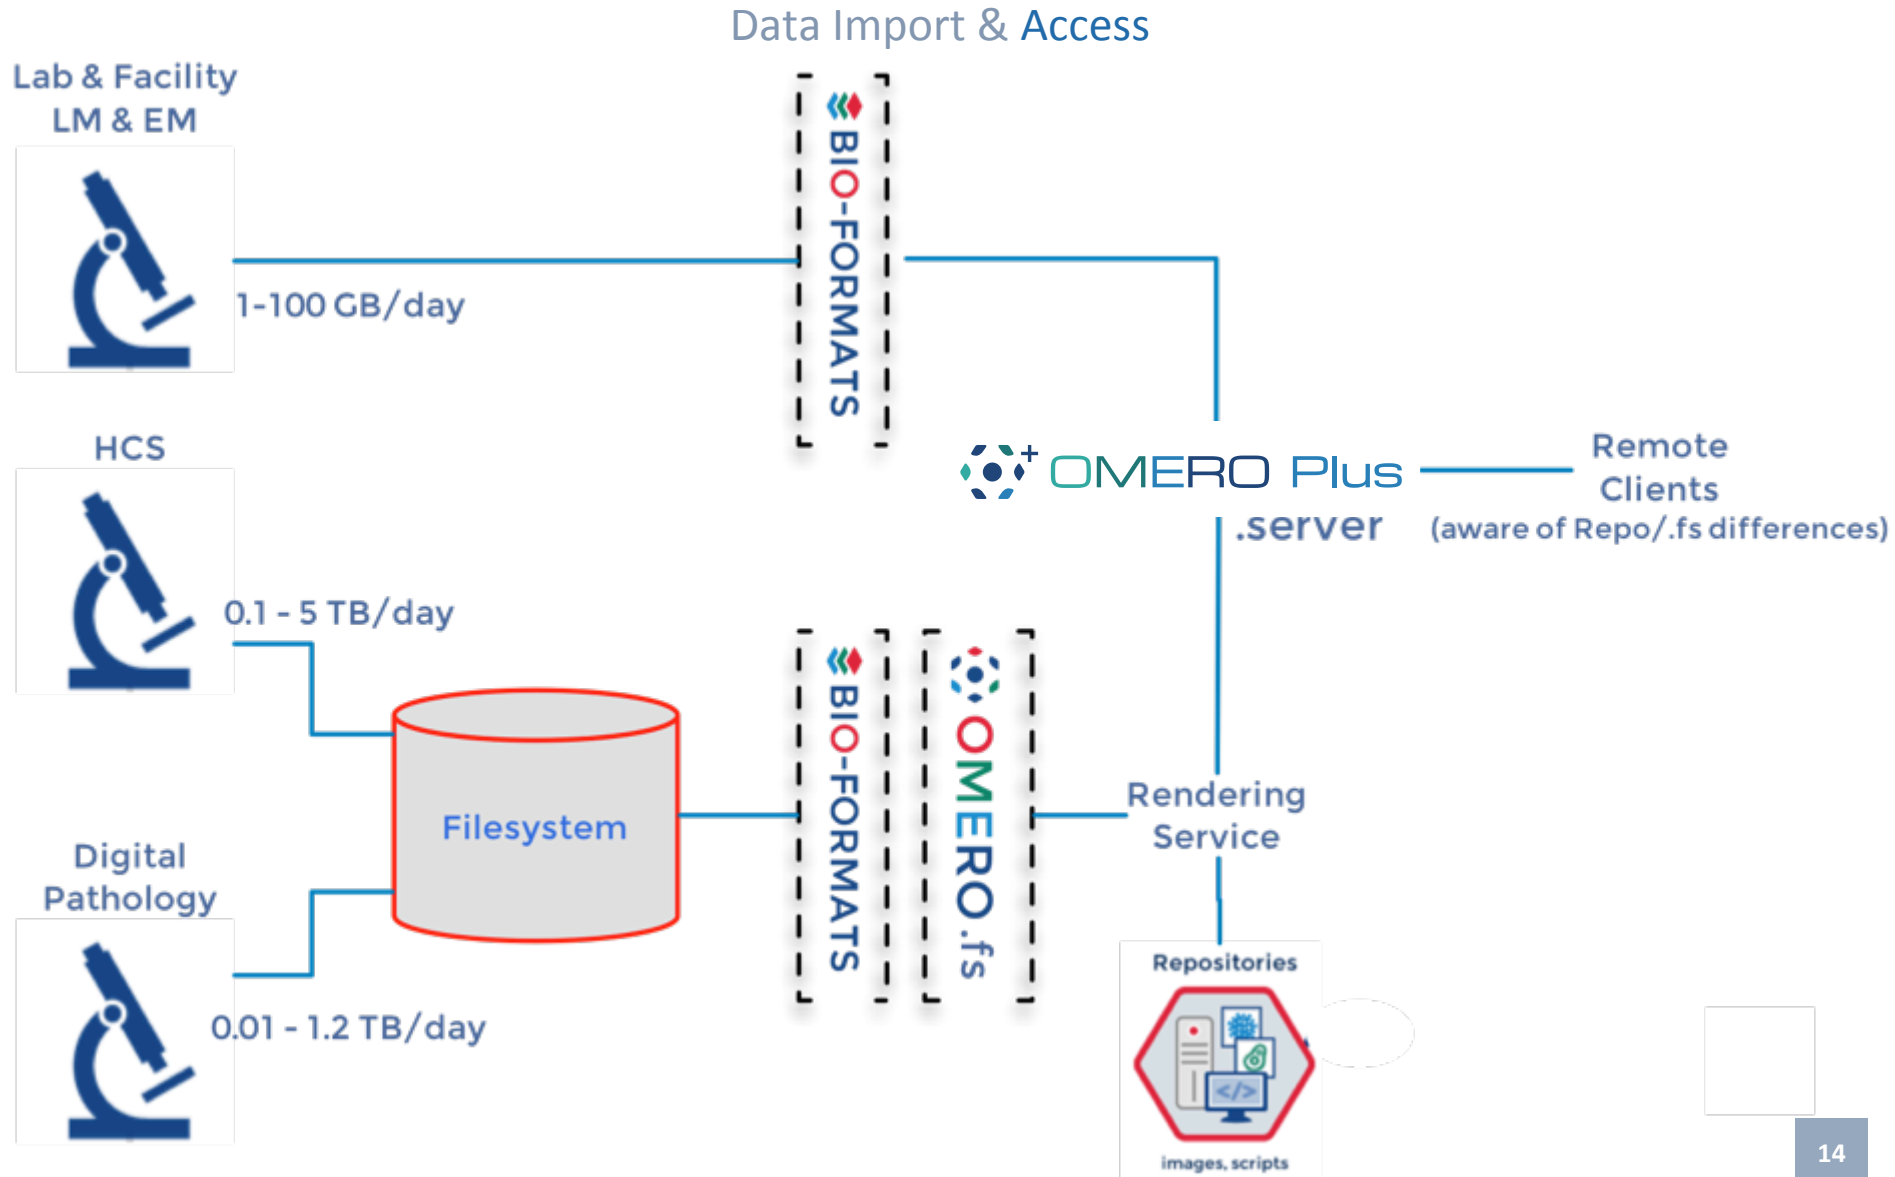 Data Import & Access
Lab & Facility
LM & EM
1-100 GB/day
BIO-FORMATS
HCS
0.1 - 5 TB/day
OMERO Plus
.server
Remote
Clients
(aware of Repo/.fs differences)
Filesystem
BIO-FORMATS
OMERO.fs
Rendering
Service
Digital
Pathology
0.01 - 1.2 TB/day
Repositories
</>
images, scripts
14